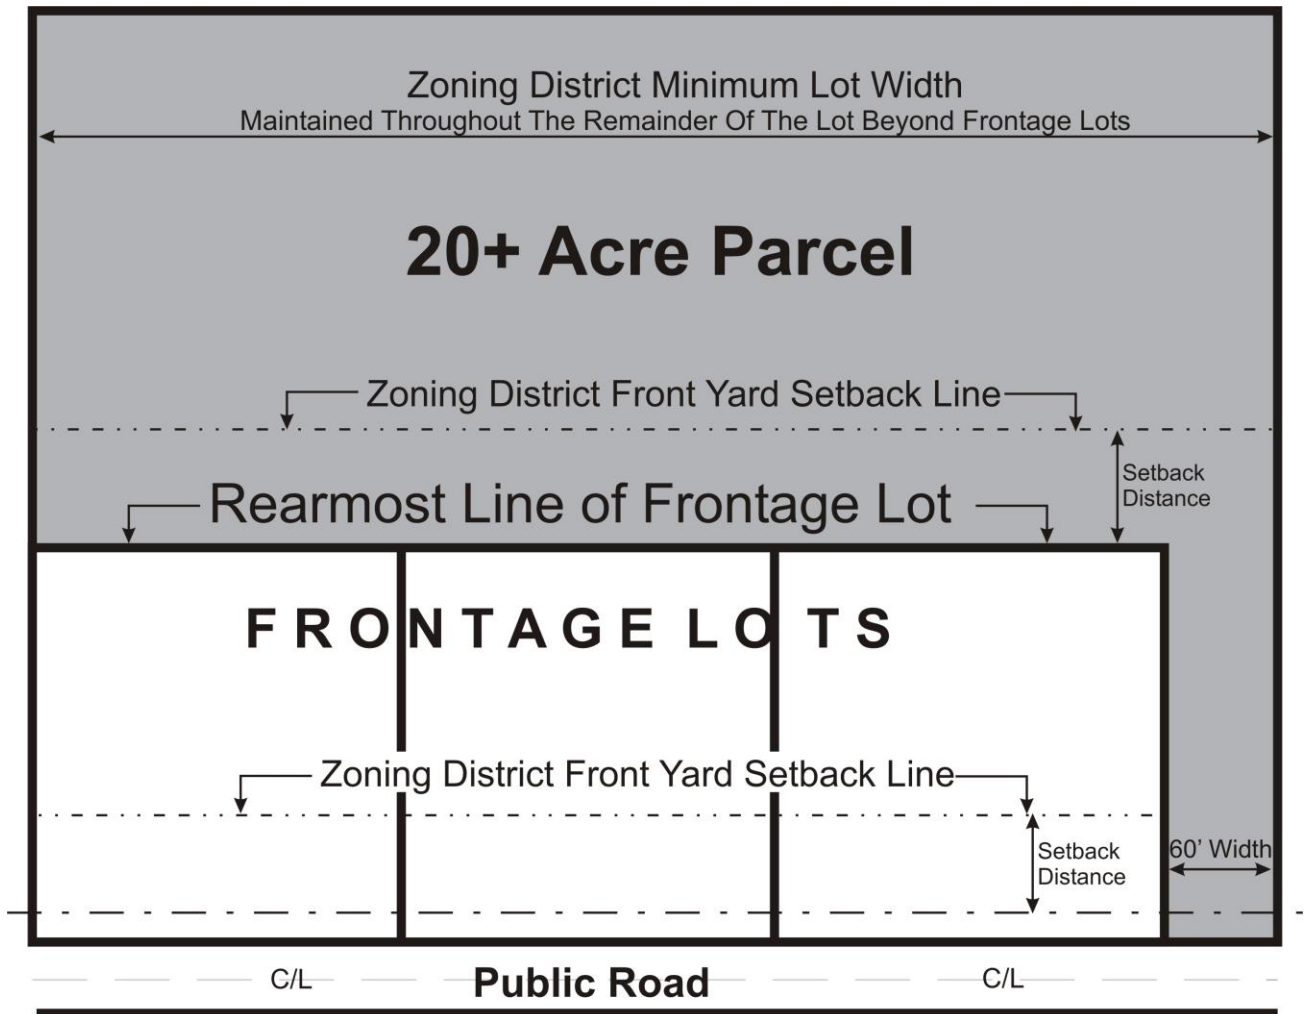 Zoning District Minimum Lot Width
Maintained Throughout The Remainder Of The Lot Beyond Frontage Lots
20+ Acre Parcel
Zoning District Front Yard Setback Line
Setback
Distance
Rearmost Line of Frontage Lot
FRONTAGE LOTS
Zoning District Front Yard Setback Line
Setback
Distance
60' Width
C/L
Public Road
C/L